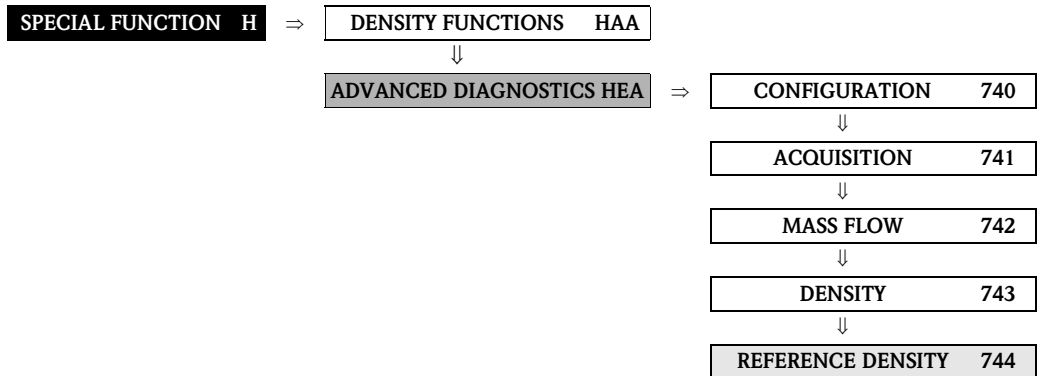 SPECIAL FUNCTION H ⇒ DENSITY FUNCTIONS HAA
⇓
ADVANCED DIAGNOSTICS HEA ⇒ CONFIGURATION 740
⇓
ACQUISITION 741
⇓
MASS FLOW 742
⇓
DENSITY 743
⇓
REFERENCE DENSITY 744